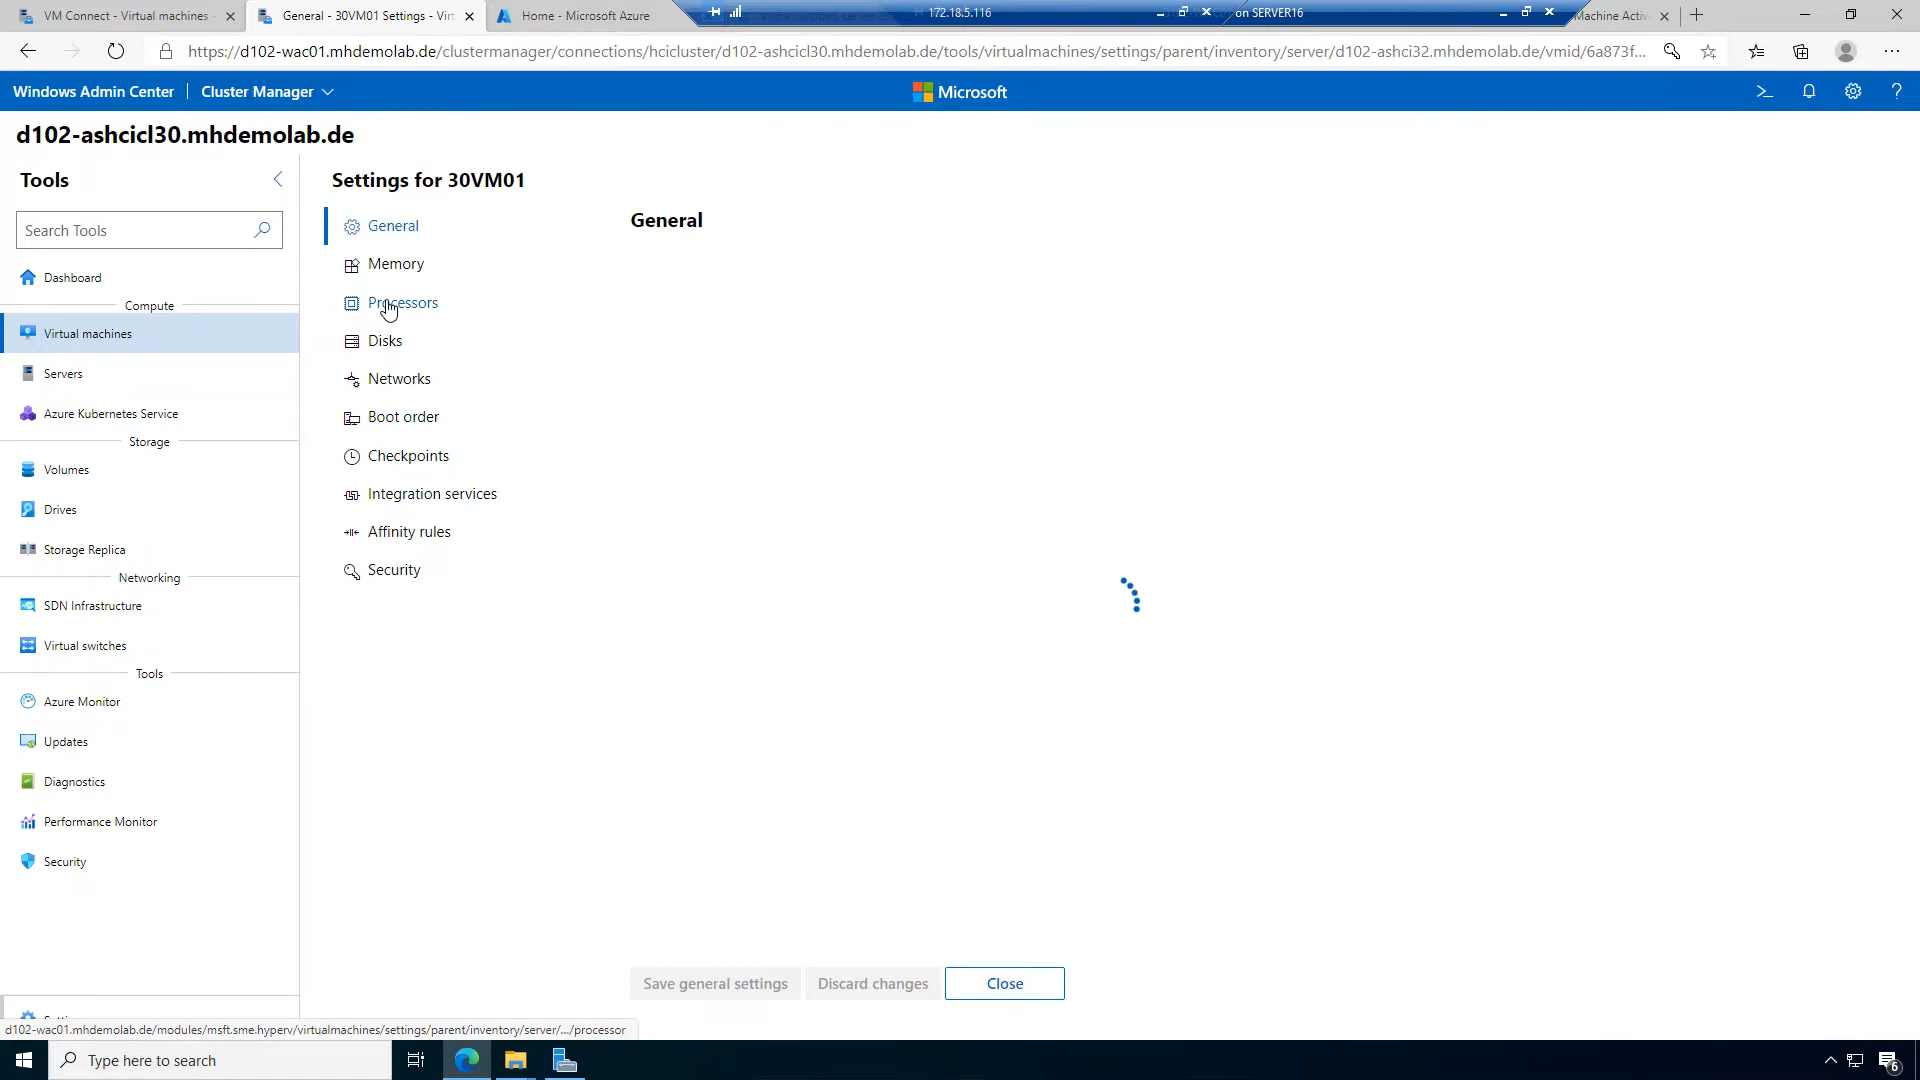 VM Connect - Virtual machines
General - 30VM01 Settings - Virt
Home - Microsoft Azure
172.18.5.116
on SERVER16
Machine Activ
https://d102-wac01.mhdemolab.de/clustermanager/connections/hcicluster/d102-ashcicl30.mhdemolab.de/tools/virtualmachines/settings/parent/inventory/server/d102-ashci32.mhdemolab.de/vmid/6a873f...
Windows Admin Center
Cluster Manager
Microsoft
d102-ashcicl30.mhdemolab.de
Tools
Search Tools
Dashboard
Compute
Virtual machines
Servers
Azure Kubernetes Service
Storage
Volumes
Drives
Storage Replica
Networking
SDN Infrastructure
Virtual switches
Tools
Azure Monitor
Updates
Diagnostics
Performance Monitor
Security
Settings for 30VM01
General
Memory
Processors
Disks
Networks
Boot order
Checkpoints
Integration services
Affinity rules
Security
General
Save general settings
Discard changes
Close
d102-wac01.mhdemolab.de/modules/msft.sme.hyperv/virtualmachines/settings/parent/inventory/server/.../processor
Type here to search
6